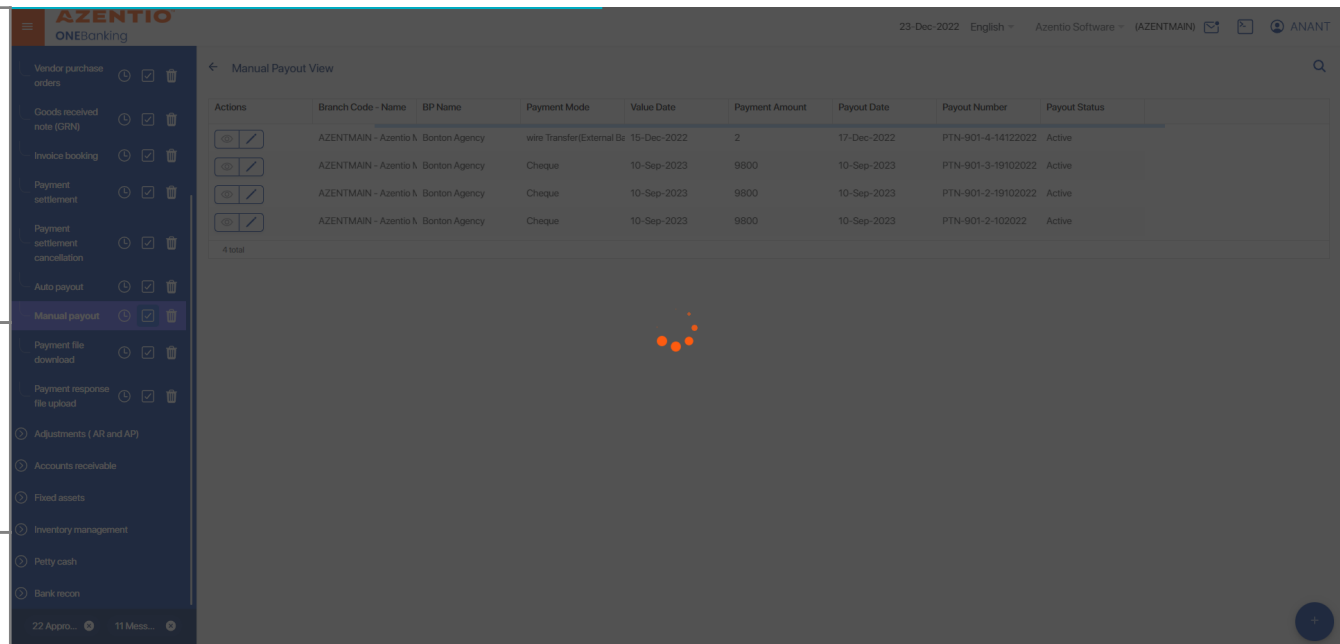 AZENTIO
ONEBanking
23-Dec-2022 English Azentio Software (AZENTMAIN) ANANT
Vendor purchase
orders
Goods received
note (GRN)
Invoice booking
Payment
settlement
Payment
settlement
cancellation
Auto payout
Manual payout
Payment file
download
Payment response
file upload
Adjustments ( AR and AP)
Accounts receivable
Fixed assets
Inventory management
Petty cash
Bank recon
22 Appro... 11 Mess...
Manual Payout View
Actions Branch Code - Name BP Name Payment Mode Value Date Payment Amount Payout Date Payout Number Payout Status
AZENTMAIN - Azentio M Bonton Agency wire Transfer(External Ba 15-Dec-2022 2 17-Dec-2022 PTN-901-4-14122022 Active
AZENTMAIN - Azentio M Bonton Agency Cheque 10-Sep-2023 9800 10-Sep-2023 PTN-901-3-19102022 Active
AZENTMAIN - Azentio M Bonton Agency Cheque 10-Sep-2023 9800 10-Sep-2023 PTN-901-2-19102022 Active
AZENTMAIN - Azentio M Bonton Agency Cheque 10-Sep-2023 9800 10-Sep-2023 PTN-901-2-102022 Active
4 total